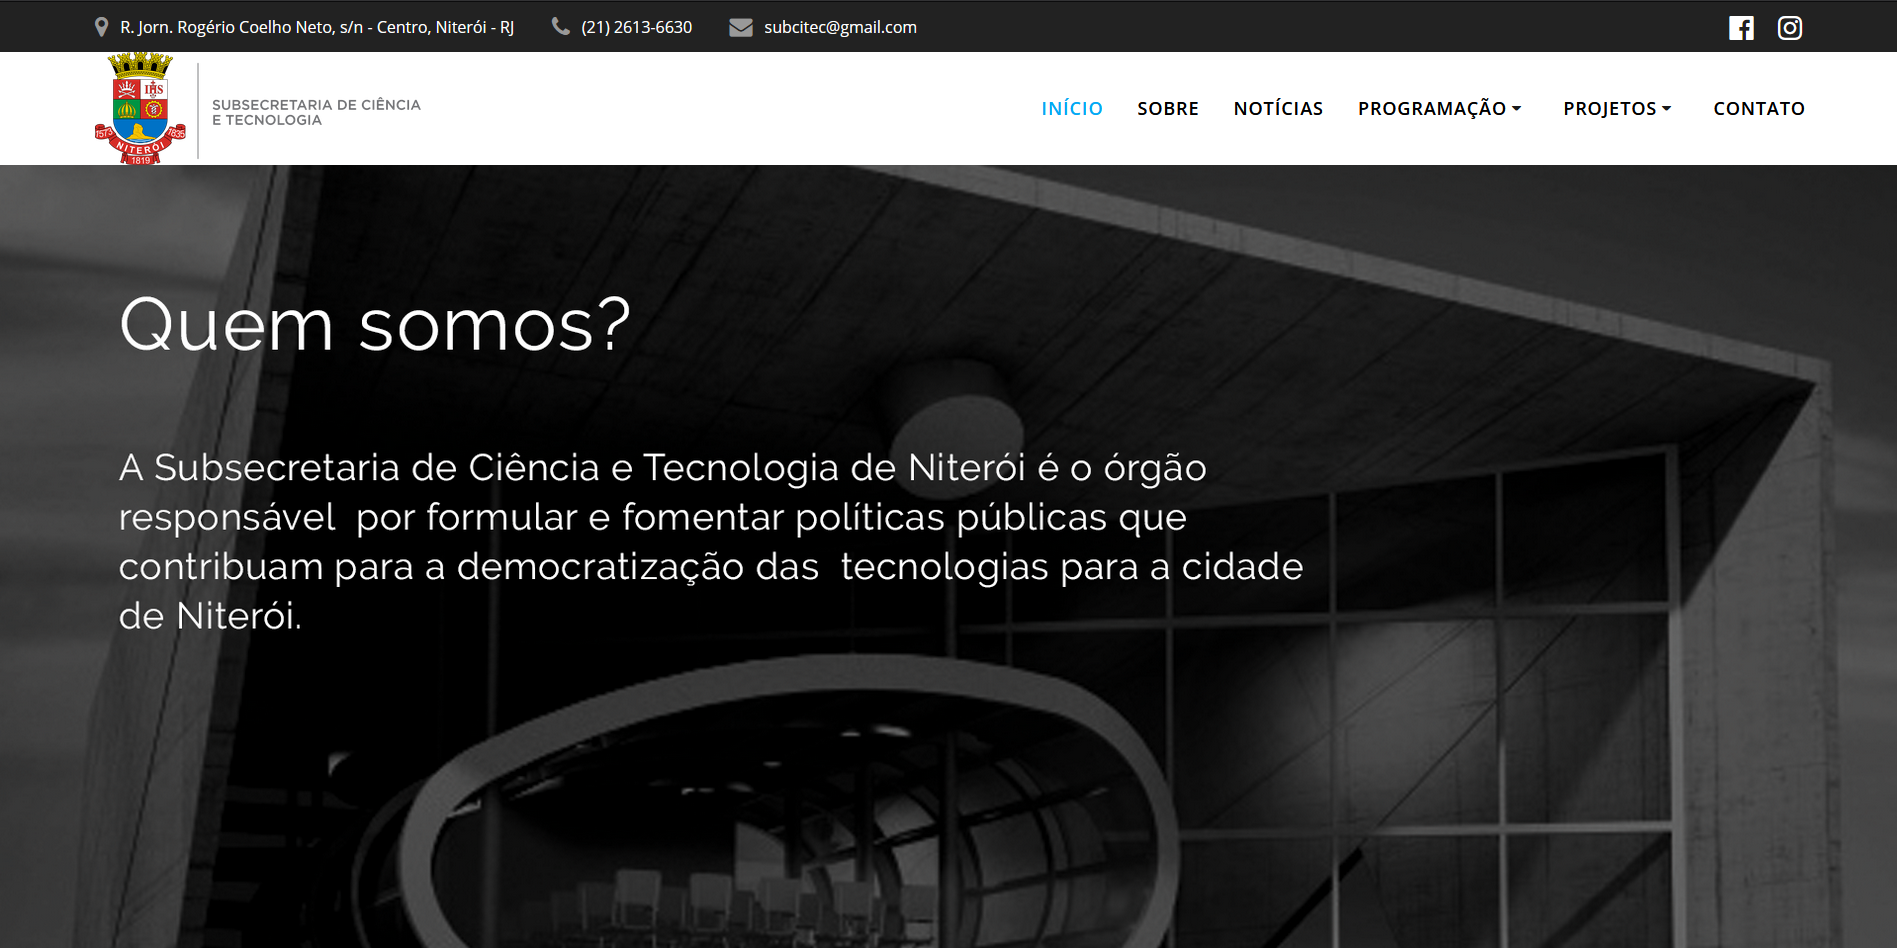 R. Jorn. Rogério Coelho Neto, s/n - Centro, Niterói - RJ
(21) 2613-6630
subcitec@gmail.com
IHS
1573
1835
NITERÓI
1819
SUBSECRETARIA DE CIÊNCIA
E TECNOLOGIA
INÍCIO
SOBRE
NOTÍCIAS
PROGRAMAÇÃO
PROJETOS
CONTATO
Quem somos?
A Subsecretaria de Ciência e Tecnologia de Niterói é o órgão
responsável  por formular e fomentar políticas públicas que
contribuam para a democratização das  tecnologias para a cidade
de Niterói.